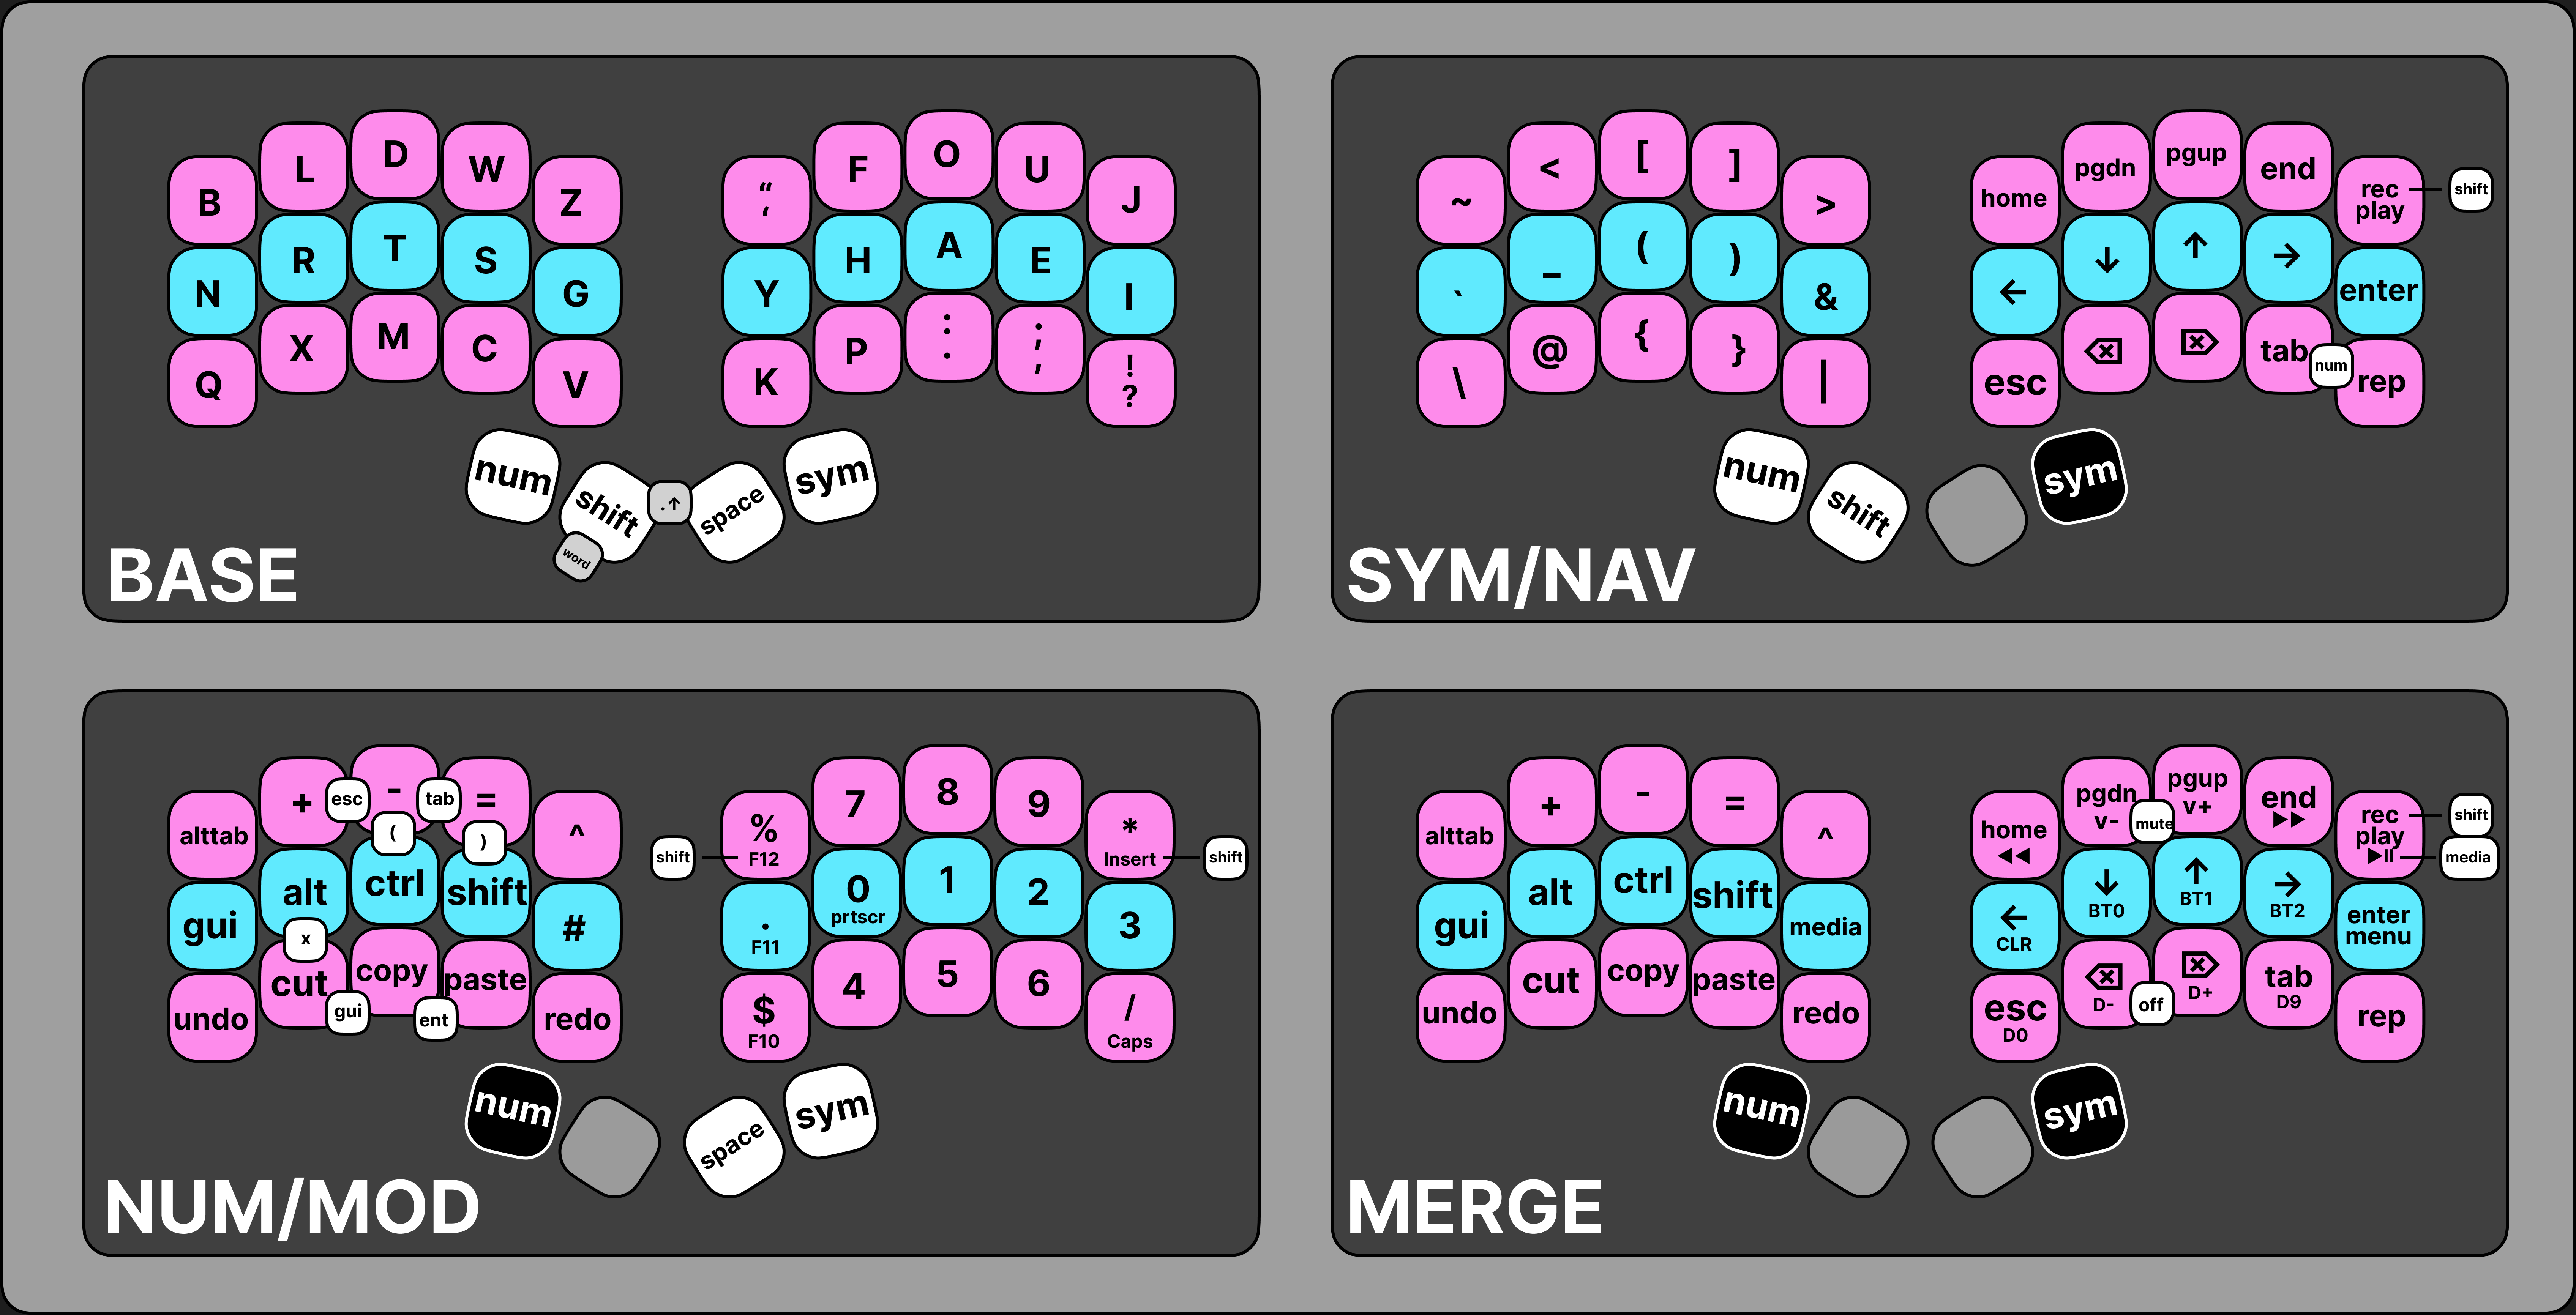 B L D W Z “ F O U J
‘
N R T S G Y H A E I
Q X M C V K P : ; !
. , ?
num shift .↑ space sym
word
BASE
~ < [ ] > home pgdn pgup end rec shift
play
` _ ( ) & ← ↓ ↑ → enter
\ @ { } | esc ⌫ ⌦ tab num rep
num shift sym
SYM/NAV
alttab + esc - tab = ^ % 7 8 9 *
( ) shift F12 Insert shift
gui alt ctrl shift # . 0 1 2 3
F11 prtscr
x
undo cut copy paste redo $ 4 5 6 /
gui ent F10 Caps
num space sym
NUM/MOD
alttab + - = ^ home pgdn pgup end rec shift
◀◀ v- mute v+ ▶▶ play
▶II media
gui alt ctrl shift media ← ↓ ↑ → enter
CLR BT0 BT1 BT2 menu
undo cut copy paste redo esc ⌫ ⌦ tab rep
D0 D- off D+ D9
num sym
MERGE